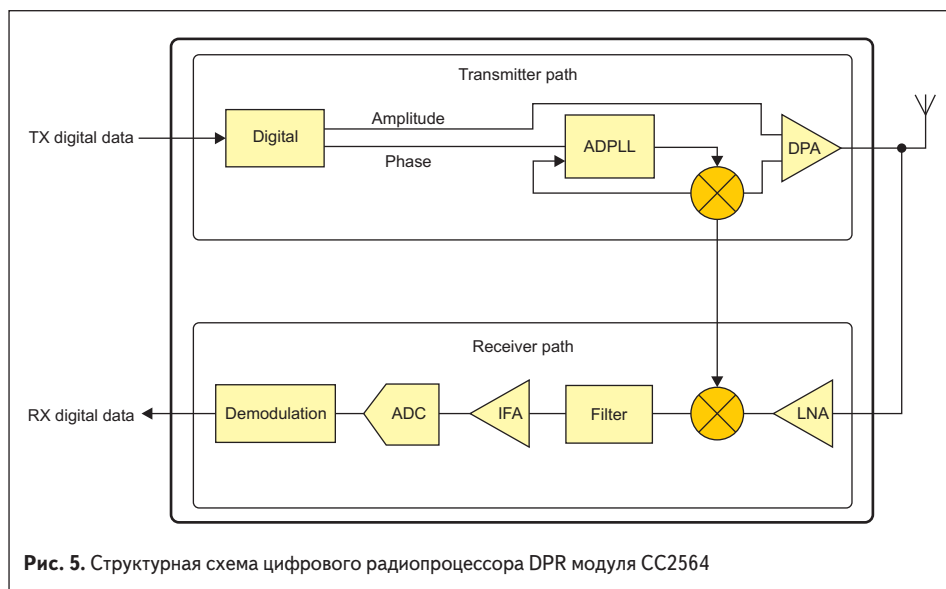 Transmitter path
TX digital data
Digital
Amplitude
Phase
ADPLL
DPA
Receiver path
RX digital data
Demodulation
ADC
IFA
Filter
LNA
Рис. 5. Структурная схема цифрового радиопроцессора DPR модуля CC2564